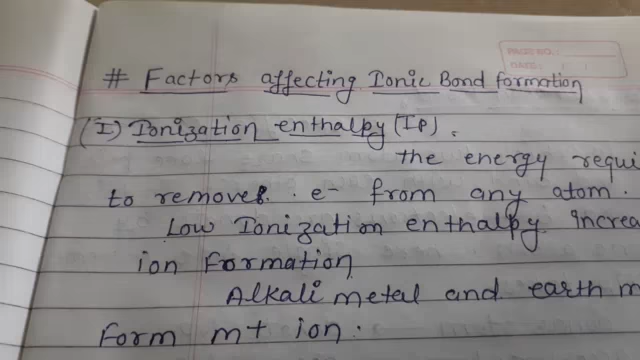 PAGE NO.:
DATE: / /
# Factors affecting Ionic Bond formation
(I) Ionization enthalpy (IP).
the energy requi
to remove . e- from any atom.
Low Ionization enthalpy increa
ion formation
Alkali metal and earth m
form m+ ion.